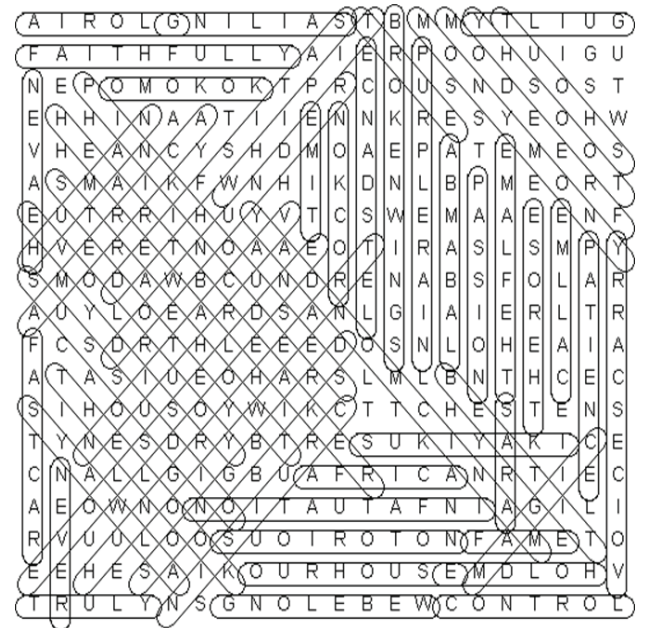 A I R O L G N I L I A S T B M M Y T L I U G
F A I T H F U L L Y A I E R P O O H U I G U
N E P O M O K O K T P R C O U S N D S O S T
E H H I N A A T I I E N N K R E S Y E O H W
V H E A N C Y S H D M O A E P A T E M E O S
A S M A I K F W N H I K D N L B P M E O R T
E U T R R I H U Y V T C S W E M A A E E N F
H V E R E T N O A A E O T I R A S L S M P Y
S M O D A W B C U N D R E N A B S F O L A R
A U Y L O E A R D S A N L G I A I E R L T R
F C S D R T H L E E E D O S N L O H E A I A
A T A S I U E O H A R S L M L B N T H C E C
S I H O U S O Y W I K C T T C H E S T E N S
T Y N E S D R Y B T R E S U K I Y A K I C E
C N A L L G I G B U A F R I C A N R T I E C
A E O W N O N O I T A U T A F N I A G I L I
R V U U L O O S U O I R O T O N F A M E T O
E E H E S A I K O U R H O U S E M D L O H V
T R U L Y N S G N O L E B E W C O N T R O L